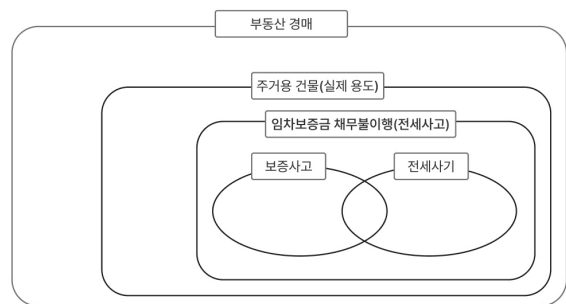 부동산 경매
주거용 건물(실제 용도)
임차보증금 채무불이행(전세사고)
보증사고
전세사기